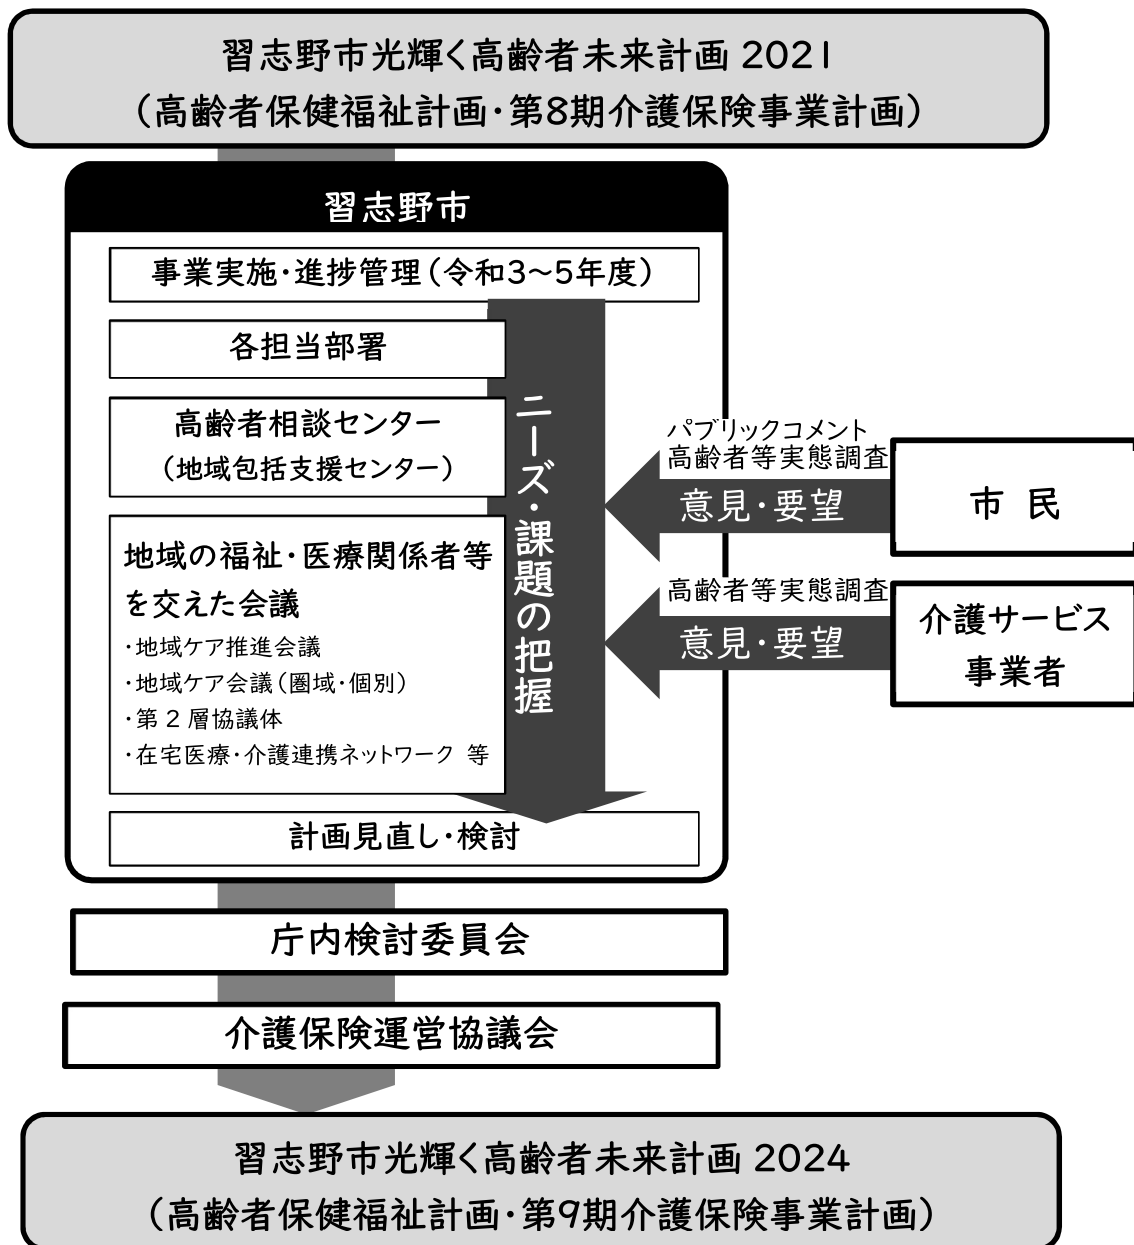 習志野市光輝く高齢者未来計画 2021
（高齢者保健福祉計画・第8期介護保険事業計画）
習志野市
事業実施・進捗管理（令和3～5年度）
各担当部署
高齢者相談センター
（地域包括支援センター）
地域の福祉・医療関係者等
を交えた会議
・地域ケア推進会議
・地域ケア会議（圏域・個別）
・第 2 層協議体
・在宅医療・介護連携ネットワーク 等
ニーズ・課題の把握
パブリックコメント
高齢者等実態調査
意見・要望
市 民
高齢者等実態調査
意見・要望
介護サービス
事業者
計画見直し・検討
庁内検討委員会
介護保険運営協議会
習志野市光輝く高齢者未来計画 2024
（高齢者保健福祉計画・第9期介護保険事業計画）